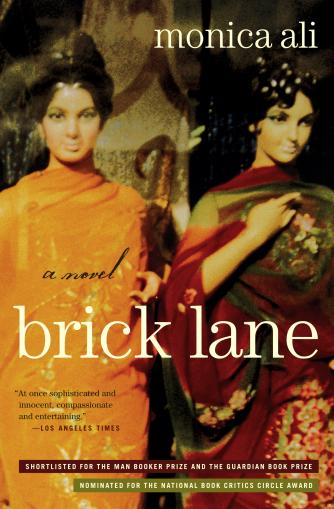 monica ali
a novel
brick lane
"At once sophisticated and
innocent, compassionate
and entertaining."
—LOS ANGELES TIMES
SHORTLISTED FOR THE MAN BOOKER PRIZE AND THE GUARDIAN BOOK PRIZE
NOMINATED FOR THE NATIONAL BOOK CRITICS CIRCLE AWARD